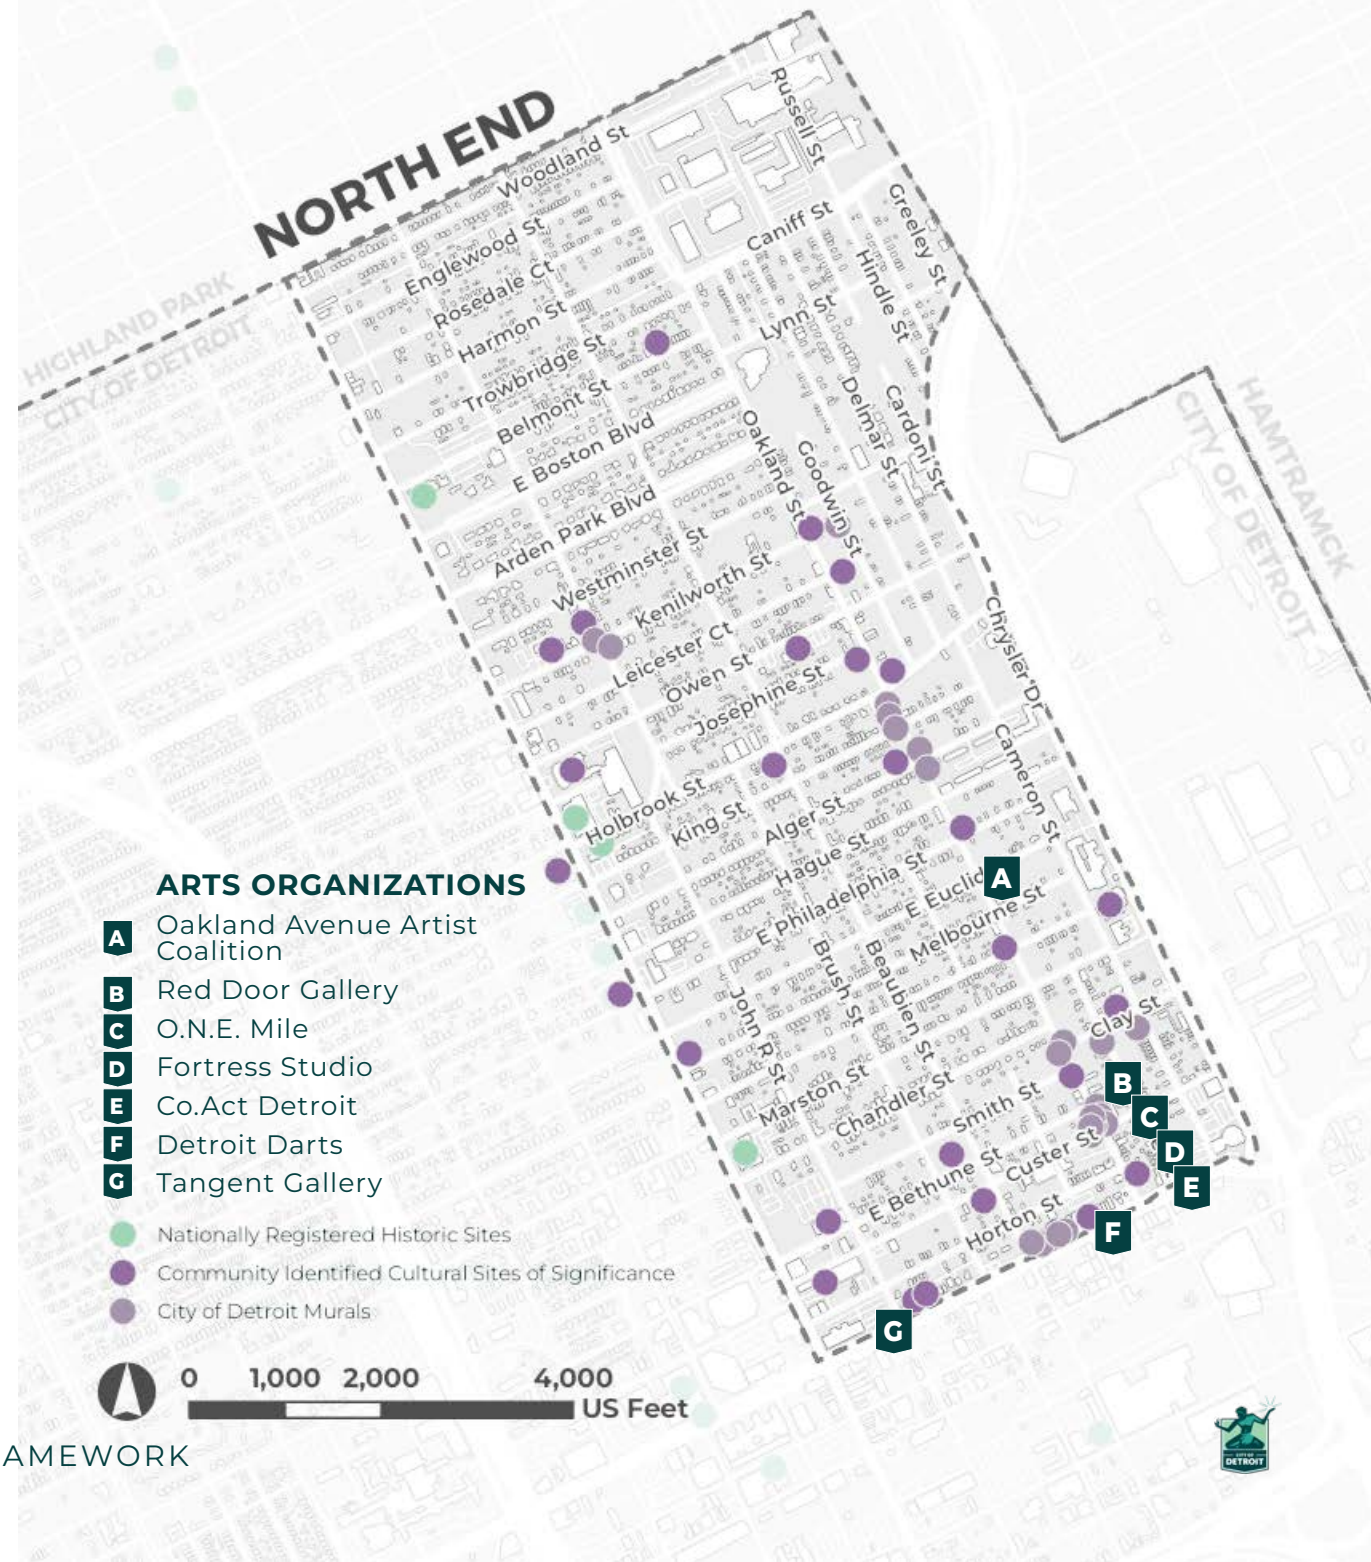 NORTH END
Woodland St
Russell St
Englewood St
Rosedale Ct
Harmon St
Trowbridge St
Belmont St
E Boston Blvd
Arden Park Blvd
Westminster St
Kenilworth St
Leicester Ct
Owen St
Josephine St
Caniff St
Greeley St
Hindle St
Lynn St
Delmar St
Cardoni St
Oakland St
Goodwin St
HIGHLAND PARK
CITY OF DETROIT
HAMTRAMCK
CITY OF DETROIT
Chrysler Dr
Cameron St
Holbrook St
King St
Alger St
Hague St
E Philadelphia St
E Euclid
A
Melbourne St
Brush St
Beaubien St
John R St
Marston St
Chandler St
Clay St
Smith St
Custer St
E Bethune St
Horton St
B
C
D
E
F
G
ARTS ORGANIZATIONS
A Oakland Avenue Artist
Coalition
B Red Door Gallery
C O.N.E. Mile
D Fortress Studio
E Co.Act Detroit
F Detroit Darts
G Tangent Gallery
Nationally Registered Historic Sites
Community Identified Cultural Sites of Significance
City of Detroit Murals
0 1,000 2,000 4,000
US Feet
AMEWORK
CITY OF
DETROIT